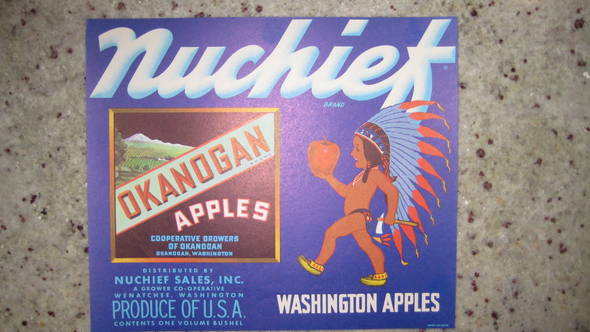 Nuchief
BRAND
OKANOGAN
APPLES
COOPERATIVE GROWERS
OF OKANOGAN
OKANOGAN, WASHINGTON
DISTRIBUTED BY
NUCHIEF SALES, INC.
A GROWER CO-OPERATIVE
WENATCHEE, WASHINGTON
PRODUCE OF U.S.A.
CONTENTS ONE VOLUME BUSHEL
WASHINGTON APPLES